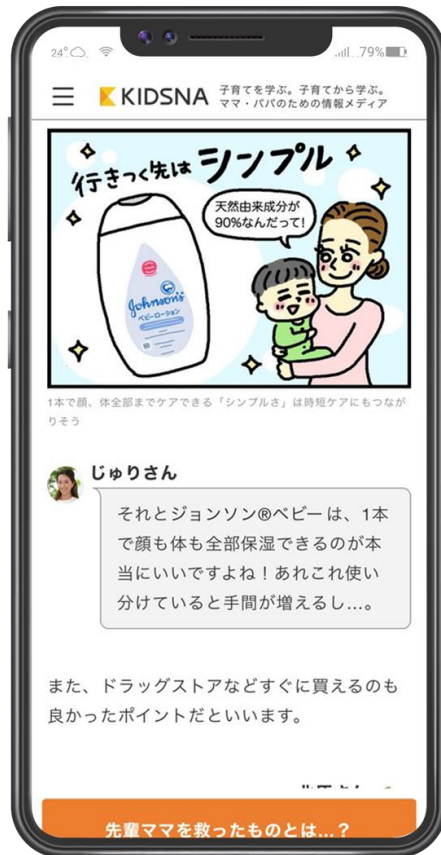 24°
79%
KIDSNA
子育てを学ぶ。子育てから学ぶ。
ママ・パパのための情報メディア
行きつく先は シンプル
天然由来成分が
90%なんだって!
Johnson's
ベビーローション
1本で顔、体全部までケアできる「シンプルさ」は時短ケアにもつなが
りそう
じゅりさん
それとジョンソン®ベビーは、1本
で顔も体も全部保湿できるのが本
当にいいですよね！あれこれ使い
分けていると手間が増えるし…。
また、ドラッグストアなどすぐに買えるのも
良かったポイントだといいます。
先輩ママを救ったものとは…？